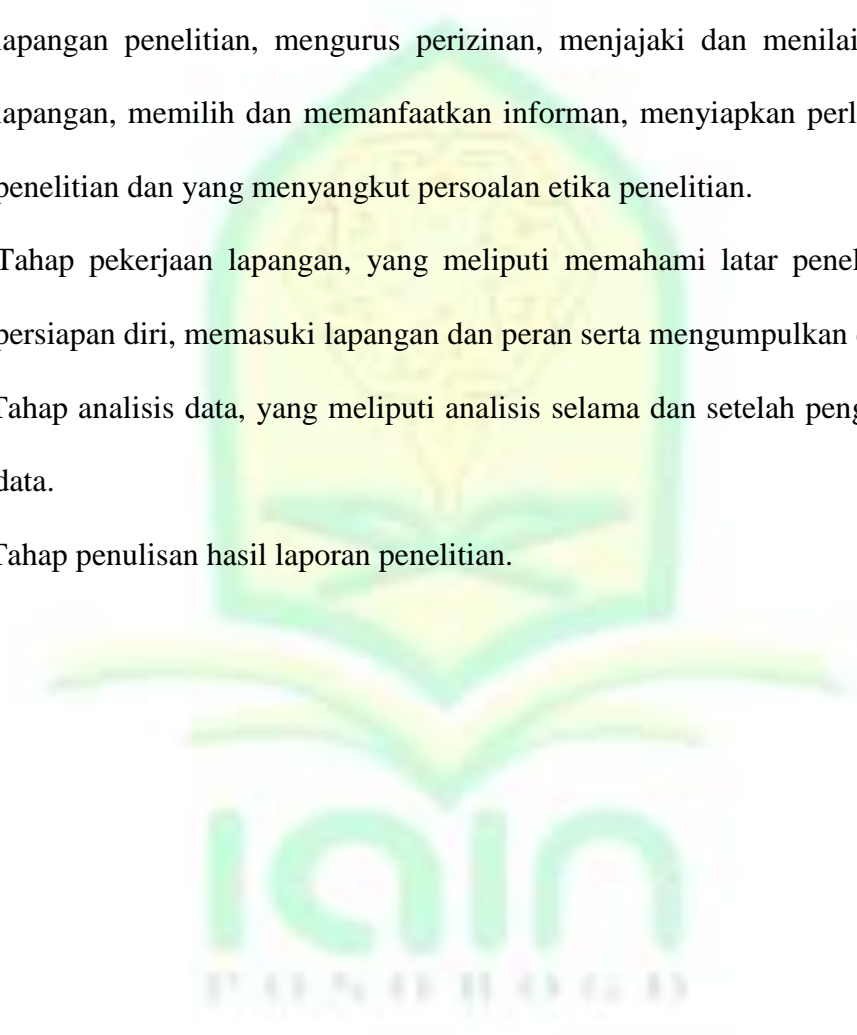 lapangan penelitian, mengurus perizinan, menjajaki dan menilai
lapangan, memilih dan memanfaatkan informan, menyiapkan perl
penelitian dan yang menyangkut persoalan etika penelitian.
Tahap pekerjaan lapangan, yang meliputi memahami latar penel
persiapan diri, memasuki lapangan dan peran serta mengumpulkan
Tahap analisis data, yang meliputi analisis selama dan setelah peng
data.
Tahap penulisan hasil laporan penelitian.
iain
PONOROGO